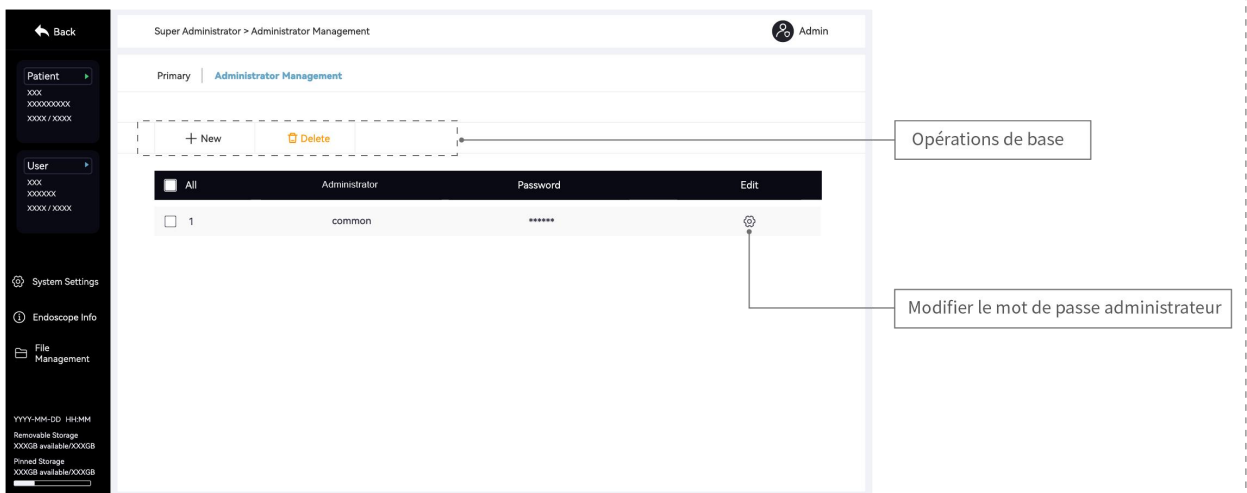 Back
Patient
XXX
XXXXXXXXX
XXXX / XXXX
User
XXX
XXXXXX
XXXX / XXXX
System Settings
Endoscope Info
File
Management
YYYY-MM-DD HH:MM
Removable Storage
XXXGB available/XXXGB
Pinned Storage
XXXGB available/XXXGB
Super Administrator > Administrator Management
Admin
Primary Administrator Management
+ New Delete
All Administrator Password Edit
1 common ******
Opérations de base
Modifier le mot de passe administrateur